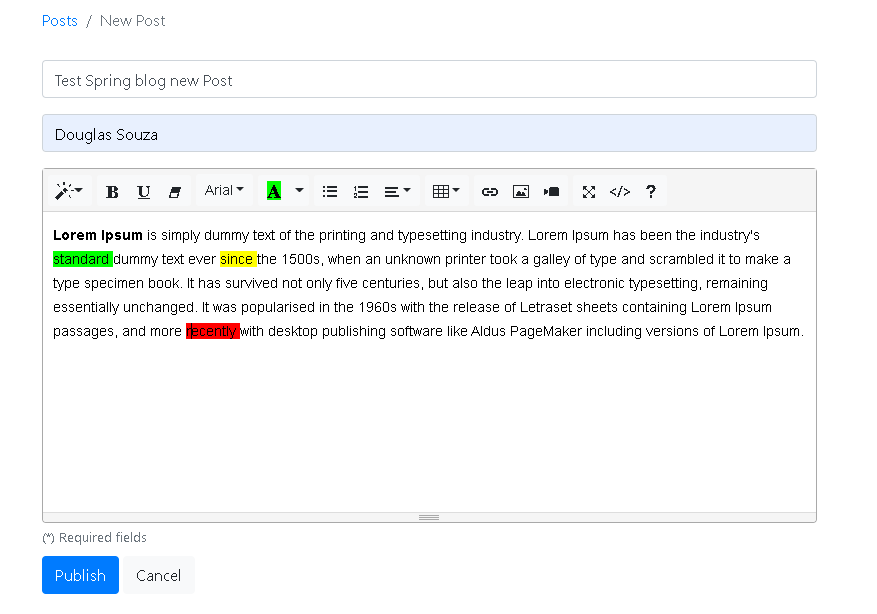 Posts / New Post
Test Spring blog new Post
Douglas Souza
B U Arial A </> ?
Lorem Ipsum is simply dummy text of the printing and typesetting industry. Lorem Ipsum has been the industry's
standard dummy text ever since the 1500s, when an unknown printer took a galley of type and scrambled it to make a
type specimen book. It has survived not only five centuries, but also the leap into electronic typesetting, remaining
essentially unchanged. It was popularised in the 1960s with the release of Letraset sheets containing Lorem Ipsum
passages, and more recently with desktop publishing software like Aldus PageMaker including versions of Lorem Ipsum.
(*) Required fields
Publish Cancel